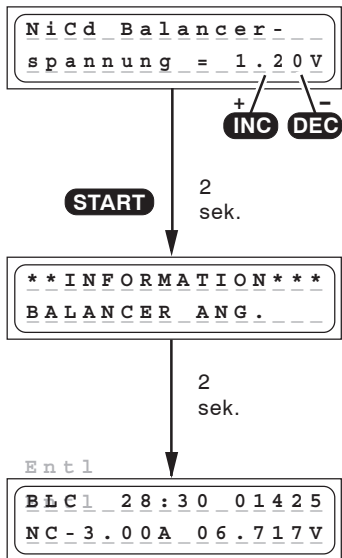 NiCd Balancer-
spannung = 1.20V
+ -
INC DEC
START
2
sek.
**INFORMATION***
BALANCER ANG.
2
sek.
Entl
BLC 28:30 01425
NC-3.00A 06.717V